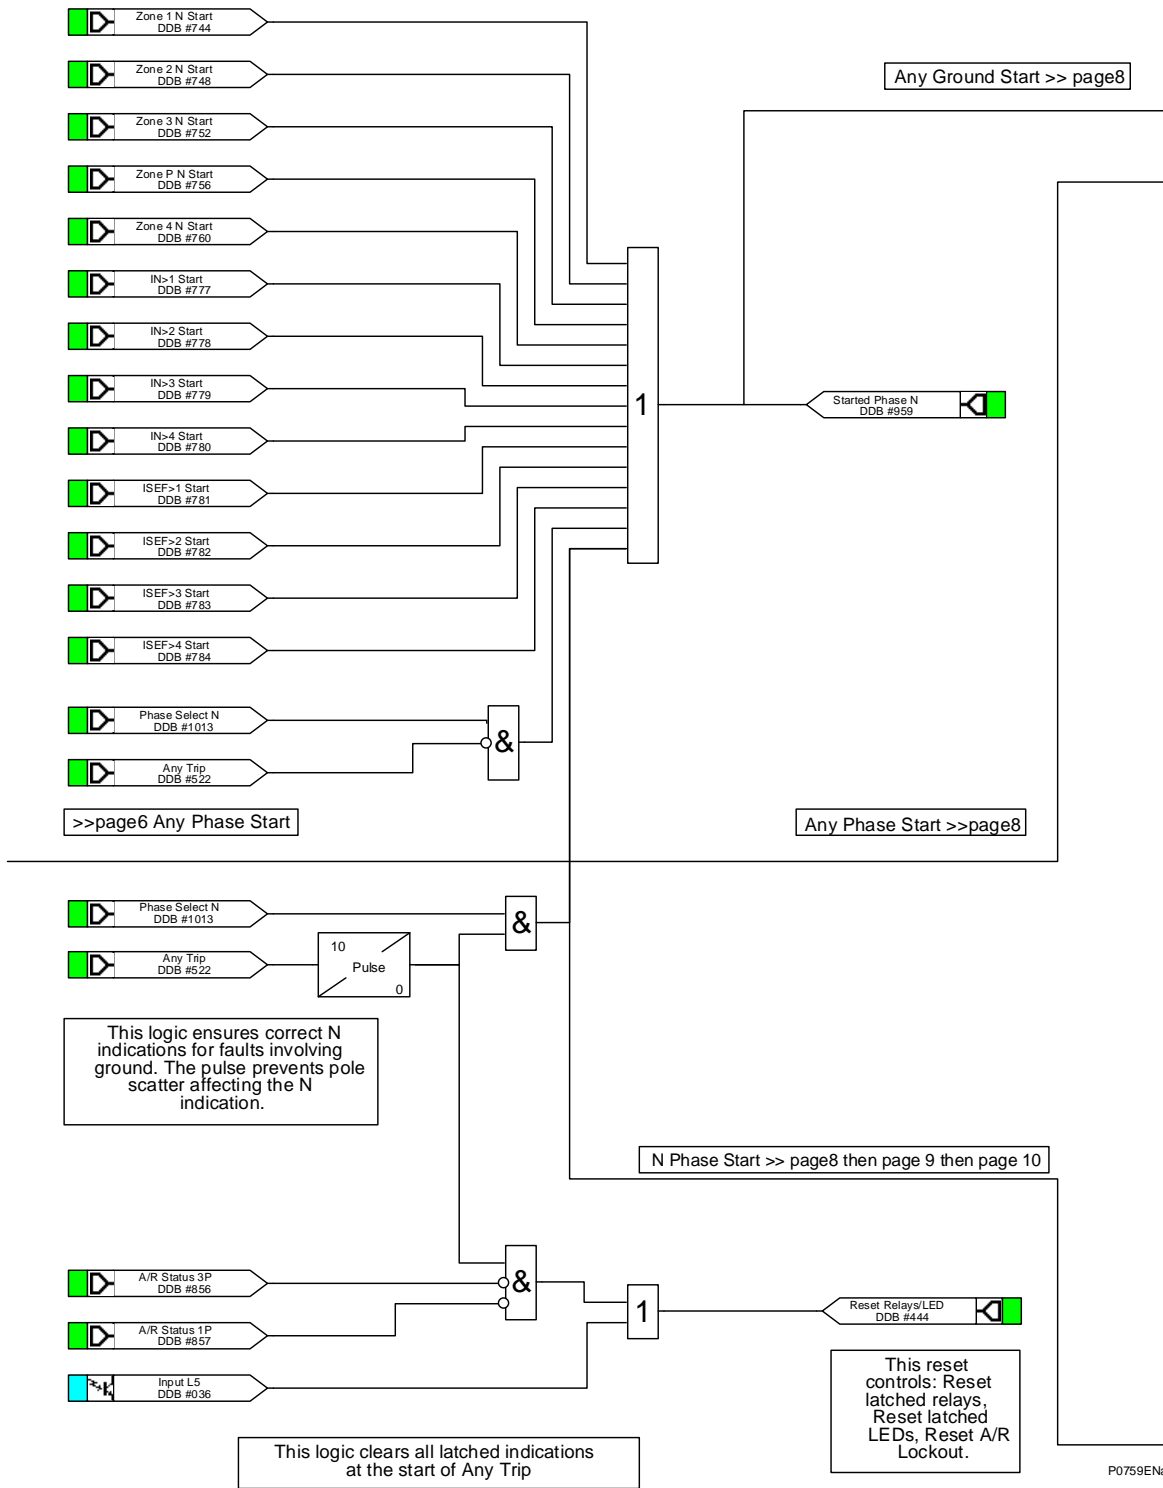 Zone 1 N Start
DDB #744
Zone 2 N Start
DDB #748
Any Ground Start >> page8
Zone 3 N Start
DDB #752
Zone P N Start
DDB #756
Zone 4 N Start
DDB #760
IN>1 Start
DDB #777
IN>2 Start
DDB #778
IN>3 Start
DDB #779
1
Started Phase N
DDB #959
IN>4 Start
DDB #780
ISEF>1 Start
DDB #781
ISEF>2 Start
DDB #782
ISEF>3 Start
DDB #783
ISEF>4 Start
DDB #784
Phase Select N
DDB #1013
&
Any Trip
DDB #522
>>page6 Any Phase Start
Any Phase Start >>page8
Phase Select N
DDB #1013
&
Any Trip
DDB #522
10
Pulse
0
This logic ensures correct N
indications for faults involving
ground. The pulse prevents pole
scatter affecting the N
indication.
N Phase Start >> page8 then page 9 then page 10
A/R Status 3P
DDB #856
&
A/R Status 1P
DDB #857
1
Reset Relays/LED
DDB #444
Input L5
DDB #036
This reset
controls: Reset
latched relays,
Reset latched
LEDs, Reset A/R
Lockout.
This logic clears all latched indications
at the start of Any Trip
P0759ENa